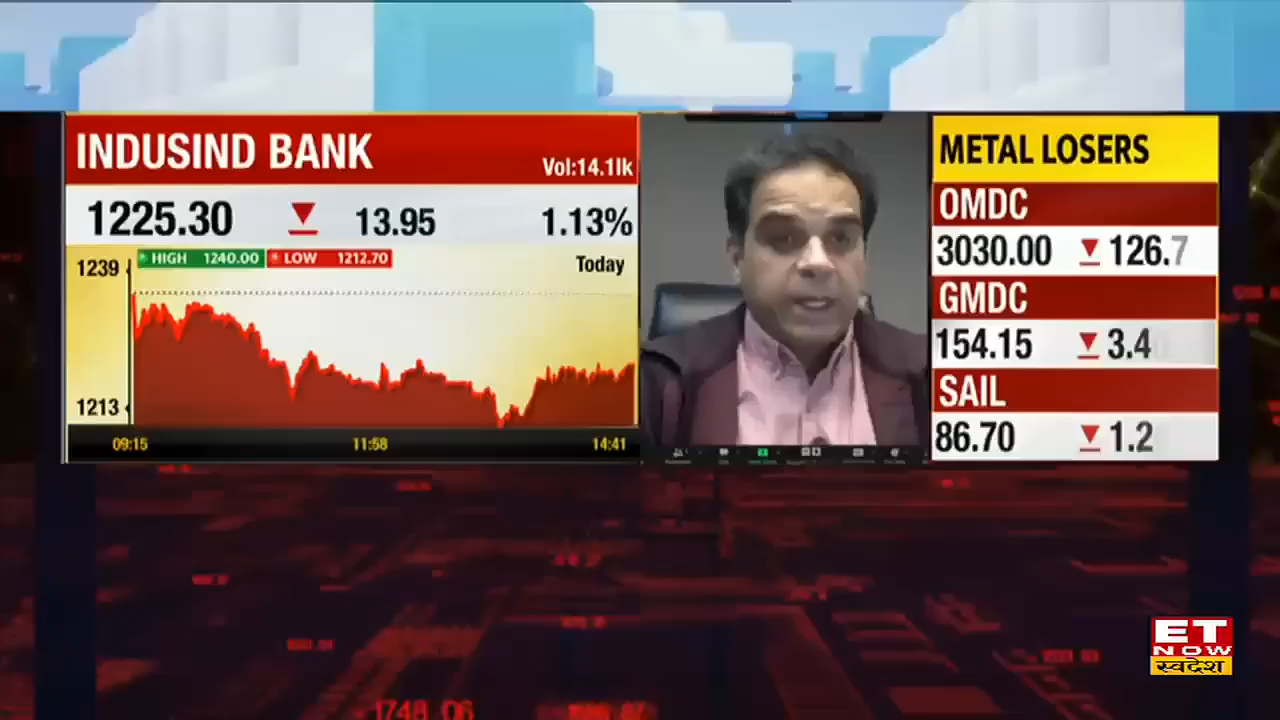 INDUSIND BANK
Vol:14.1lk
1225.30 13.95 1.13%
HIGH 1240.00 LOW 1212.70
Today
1239
1213
09:15 11:58 14:41
METAL LOSERS
OMDC
3030.00 126.7
GMDC
154.15 3.4
SAIL
86.70 1.2
ET
NOW
स्वदेश
1748.06